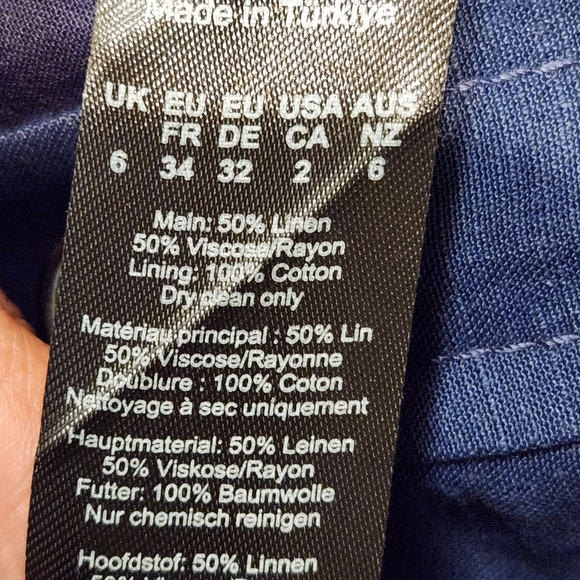 Made in Türkiye
UK EU EU USA AUS
FR DE CA NZ
6 34 32 2 6
Main: 50% Linen
50% Viscose/Rayon
Lining: 100% Cotton
Dry clean only
Matériau principal : 50% Lin
50% Viscose/Rayonne
Doublure : 100% Coton
Nettoyage à sec uniquement
Hauptmaterial: 50% Leinen
50% Viskose/Rayon
Futter: 100% Baumwolle
Nur chemisch reinigen
Hoofdstof: 50% Linnen